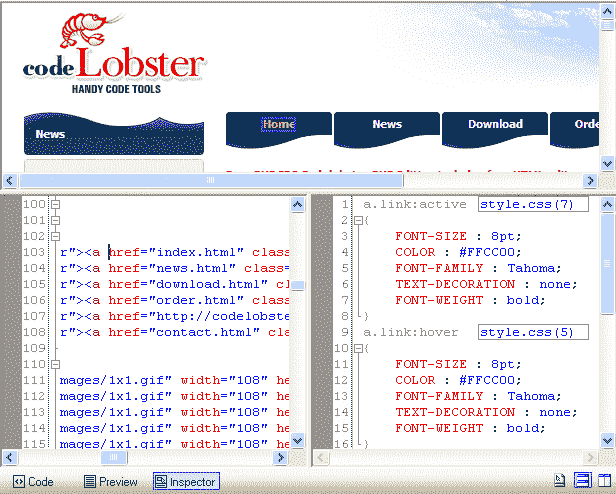 code Lobster
HANDY CODE TOOLS
News
Home News Download Orde
100
101
102
103 r"><a href="index.html" class
104 r"><a href="news.html" class=
105 r"><a href="download.html" cl
106 r"><a href="order.html" class
107 r"><a href="http://codelobste
108 r"><a href="contact.html" clas
109
110
111 mages/1x1.gif" width="108" he
112 mages/1x1.gif" width="108" he
113 mages/1x1.gif" width="108" he
114 mages/1x1.gif" width="108" he
115 mages/1x1.gif" width="108" he
1 a.link:active style.css(7)
2 {
3 FONT-SIZE : 8pt;
4 COLOR : #FFCC00;
5 FONT-FAMILY : Tahoma;
6 TEXT-DECORATION : none;
7 FONT-WEIGHT : bold;
8 }
9 a.link:hover style.css(5)
10 {
11 FONT-SIZE : 8pt;
12 COLOR : #FFCC00;
13 FONT-FAMILY : Tahoma;
14 TEXT-DECORATION : none;
15 FONT-WEIGHT : bold;
16 }
Code Preview Inspector